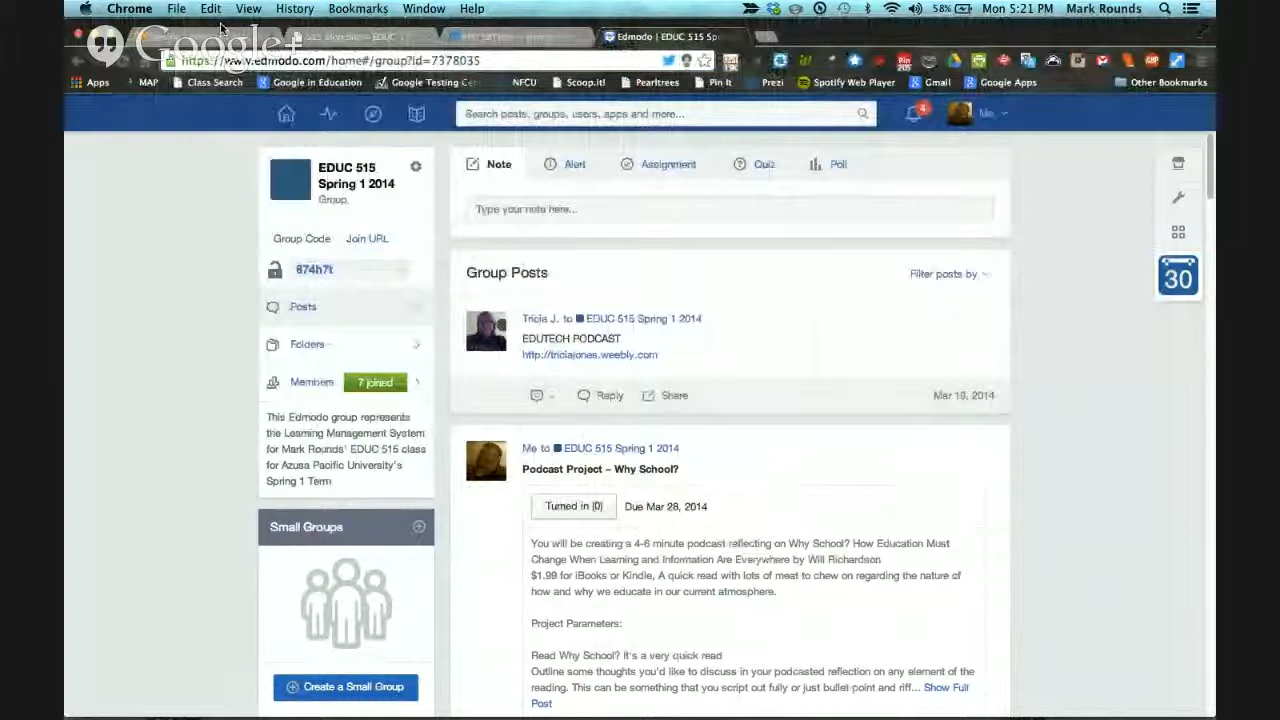 Chrome File Edit View History Bookmarks Window Help 58% Mon 5:21 PM Mark Rounds
Google+
Edmodo | EDUC 515 Sp
https://www.edmodo.com/home#/group?id=7378035
Apps MAP Class Search Google in Education Google Testing Ce NFCU Scoop.it! Pearltrees Pin It Prezi Spotify Web Player Gmail Google Apps Other Bookmarks
Search posts, groups, users, apps and more... 4 Me
EDUC 515
Spring 1 2014
Group
Group Code Join URL
674h7t
Posts
Folders
Members 7 joined
This Edmodo group represents
the Learning Management System
for Mark Rounds' EDUC 515 class
for Azusa Pacific University's
Spring 1 Term
Small Groups
Create a Small Group
Note Alert Assignment Quiz Poll
Type your note here...
Group Posts Filter posts by
Tricia J. to EDUC 515 Spring 1 2014
EDUTECH PODCAST
http://triciajones.weebly.com
Reply Share Mar 19, 2014
Me to EDUC 515 Spring 1 2014
Podcast Project – Why School?
Turned in (0) Due Mar 28, 2014
You will be creating a 4-6 minute podcast reflecting on Why School? How Education Must
Change When Learning and Information Are Everywhere by Will Richardson
$1.99 for iBooks or Kindle, A quick read with lots of meat to chew on regarding the nature of
how and why we educate in our current atmosphere.
Project Parameters:
Read Why School? It's a very quick read
Outline some thoughts you'd like to discuss in your podcasted reflection on any element of the
reading. This can be something that you script out fully or just bullet point and riff... Show Full
Post
30